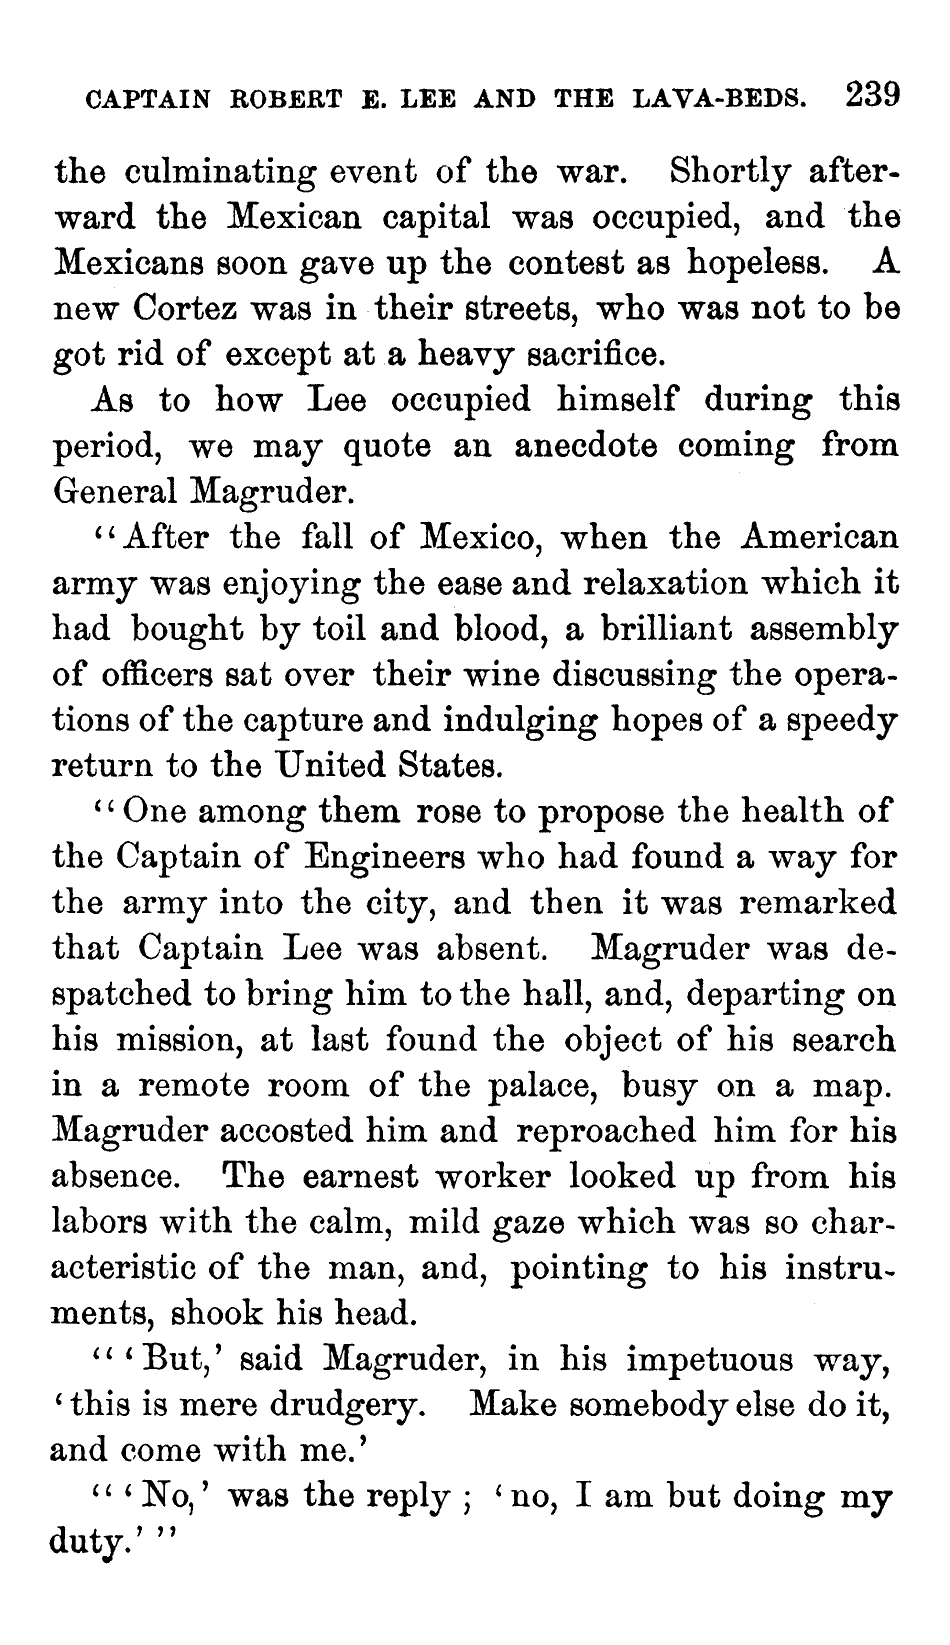 CAPTAIN ROBERT E. LEE AND THE LAVA-BEDS. 239
the culminating event of the war. Shortly after-
ward the Mexican capital was occupied, and the
Mexicans soon gave up the contest as hopeless. A
new Cortez was in their streets, who was not to be
got rid of except at a heavy sacrifice.
As to how Lee occupied himself during this
period, we may quote an anecdote coming from
General Magruder.
“After the fall of Mexico, when the American
army was enjoying the ease and relaxation which it
had bought by toil and blood, a brilliant assembly
of officers sat over their wine discussing the opera-
tions of the capture and indulging hopes of a speedy
return to the United States.
“One among them rose to propose the health of
the Captain of Engineers who had found a way for
the army into the city, and then it was remarked
that Captain Lee was absent. Magruder was de-
spatched to bring him to the hall, and, departing on
his mission, at last found the object of his search
in a remote room of the palace, busy on a map.
Magruder accosted him and reproached him for his
absence. The earnest worker looked up from his
labors with the calm, mild gaze which was so char-
acteristic of the man, and, pointing to his instru-
ments, shook his head.
“‘But,’ said Magruder, in his impetuous way,
‘this is mere drudgery. Make somebody else do it,
and come with me.’
“‘No,’ was the reply; ‘no, I am but doing my
duty.’”